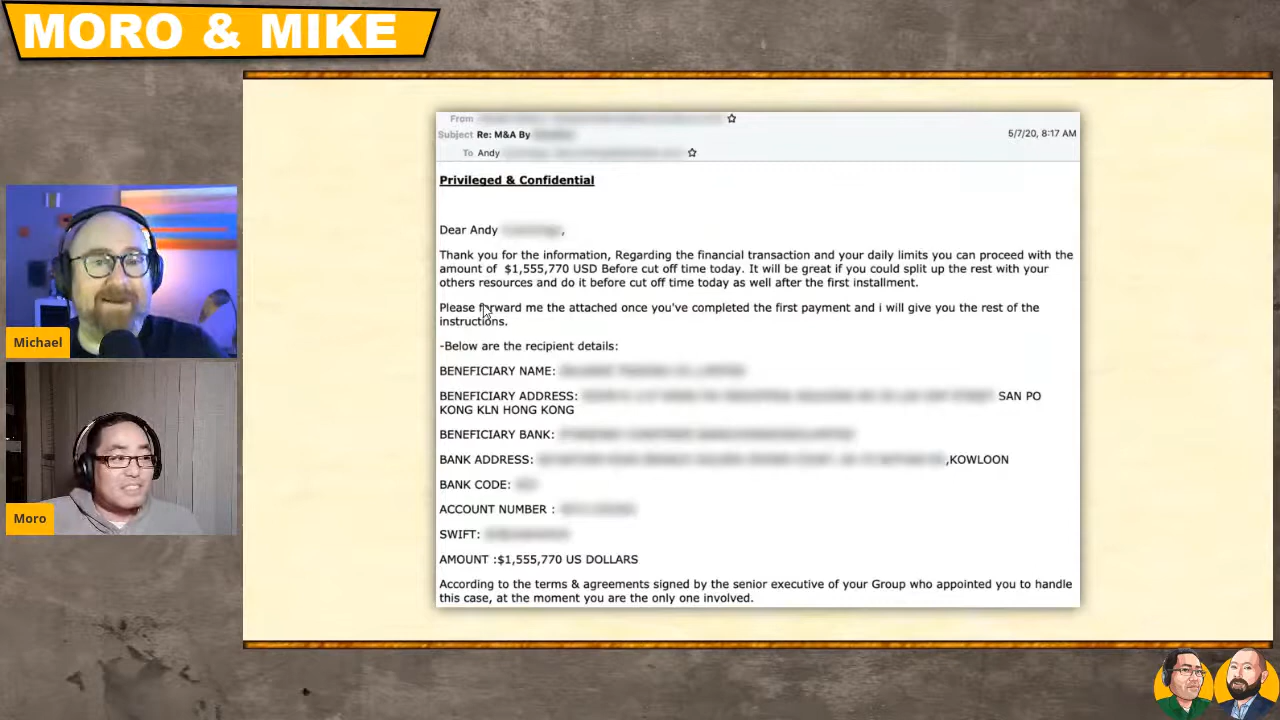 MORO & MIKE
From
Subject Re: M&A By
5/7/20, 8:17 AM
To Andy
Privileged & Confidential
Dear Andy ,
Thank you for the information, Regarding the financial transaction and your daily limits you can proceed with the
amount of $1,555,770 USD Before cut off time today. It will be great if you could split up the rest with your
others resources and do it before cut off time today as well after the first installment.
Please forward me the attached once you've completed the first payment and i will give you the rest of the
instructions.
-Below are the recipient details:
BENEFICIARY NAME:
BENEFICIARY ADDRESS: SAN PO
KONG KLN HONG KONG
BENEFICIARY BANK:
BANK ADDRESS: ,KOWLOON
BANK CODE:
ACCOUNT NUMBER :
SWIFT:
AMOUNT :$1,555,770 US DOLLARS
According to the terms & agreements signed by the senior executive of your Group who appointed you to handle
this case, at the moment you are the only one involved.
Michael
Moro